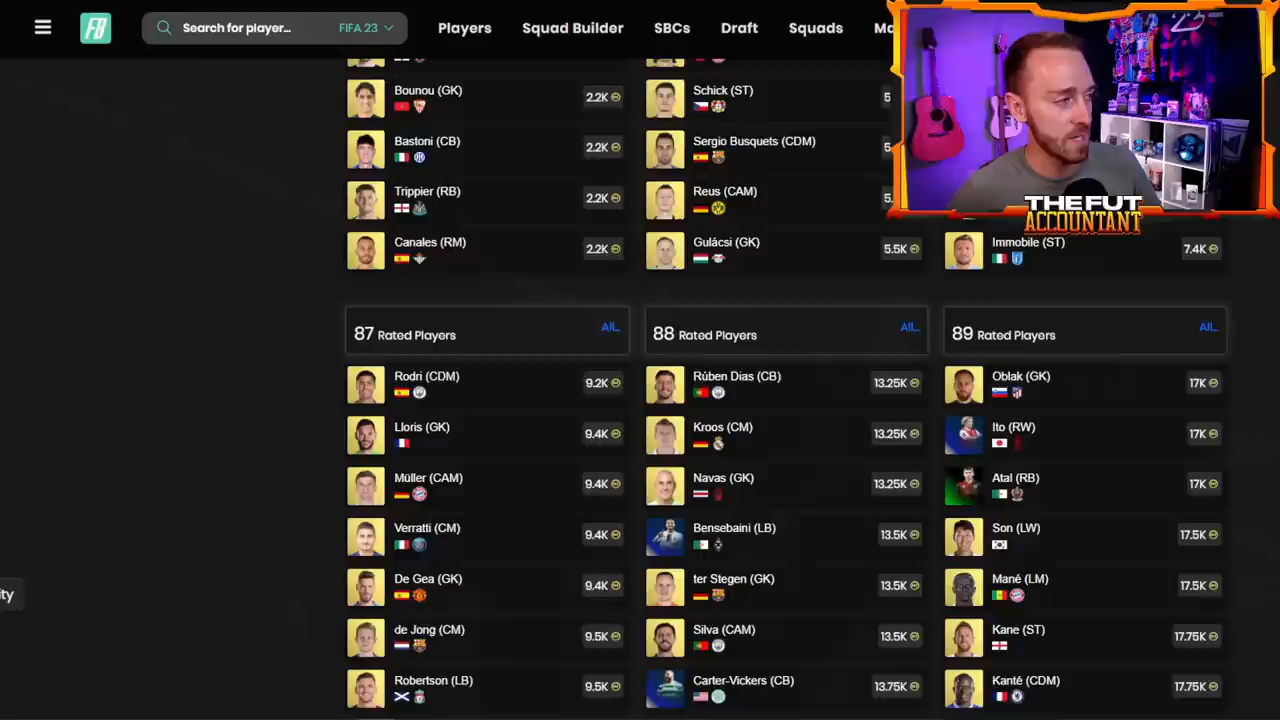 FB
Search for player...
FIFA 23
Players
Squad Builder
SBCs
Draft
Squads
Ma
Bounou (GK)
2.2K
Schick (ST)
5
Bastoni (CB)
2.2K
Sergio Busquets (CDM)
5
Trippier (RB)
2.2K
Reus (CAM)
5.
THE FUT
ACCOUNTANT
Canales (RM)
2.2K
Gulácsi (GK)
5.5K
Immobile (ST)
7.4K
87 Rated Players
All..
88 Rated Players
All..
89 Rated Players
All..
Rodri (CDM)
9.2K
Rúben Dias (CB)
13.25K
Oblak (GK)
17K
Lloris (GK)
9.4K
Kroos (CM)
13.25K
Ito (RW)
17K
Müller (CAM)
9.4K
Navas (GK)
13.25K
Atal (RB)
17K
Verratti (CM)
9.4K
Bensebaini (LB)
13.5K
Son (LW)
17.5K
De Gea (GK)
9.4K
ter Stegen (GK)
13.5K
Mané (LM)
17.5K
ty
de Jong (CM)
9.5K
Silva (CAM)
13.5K
Kane (ST)
17.75K
Robertson (LB)
9.5K
Carter-Vickers (CB)
13.75K
Kanté (CDM)
17.75K